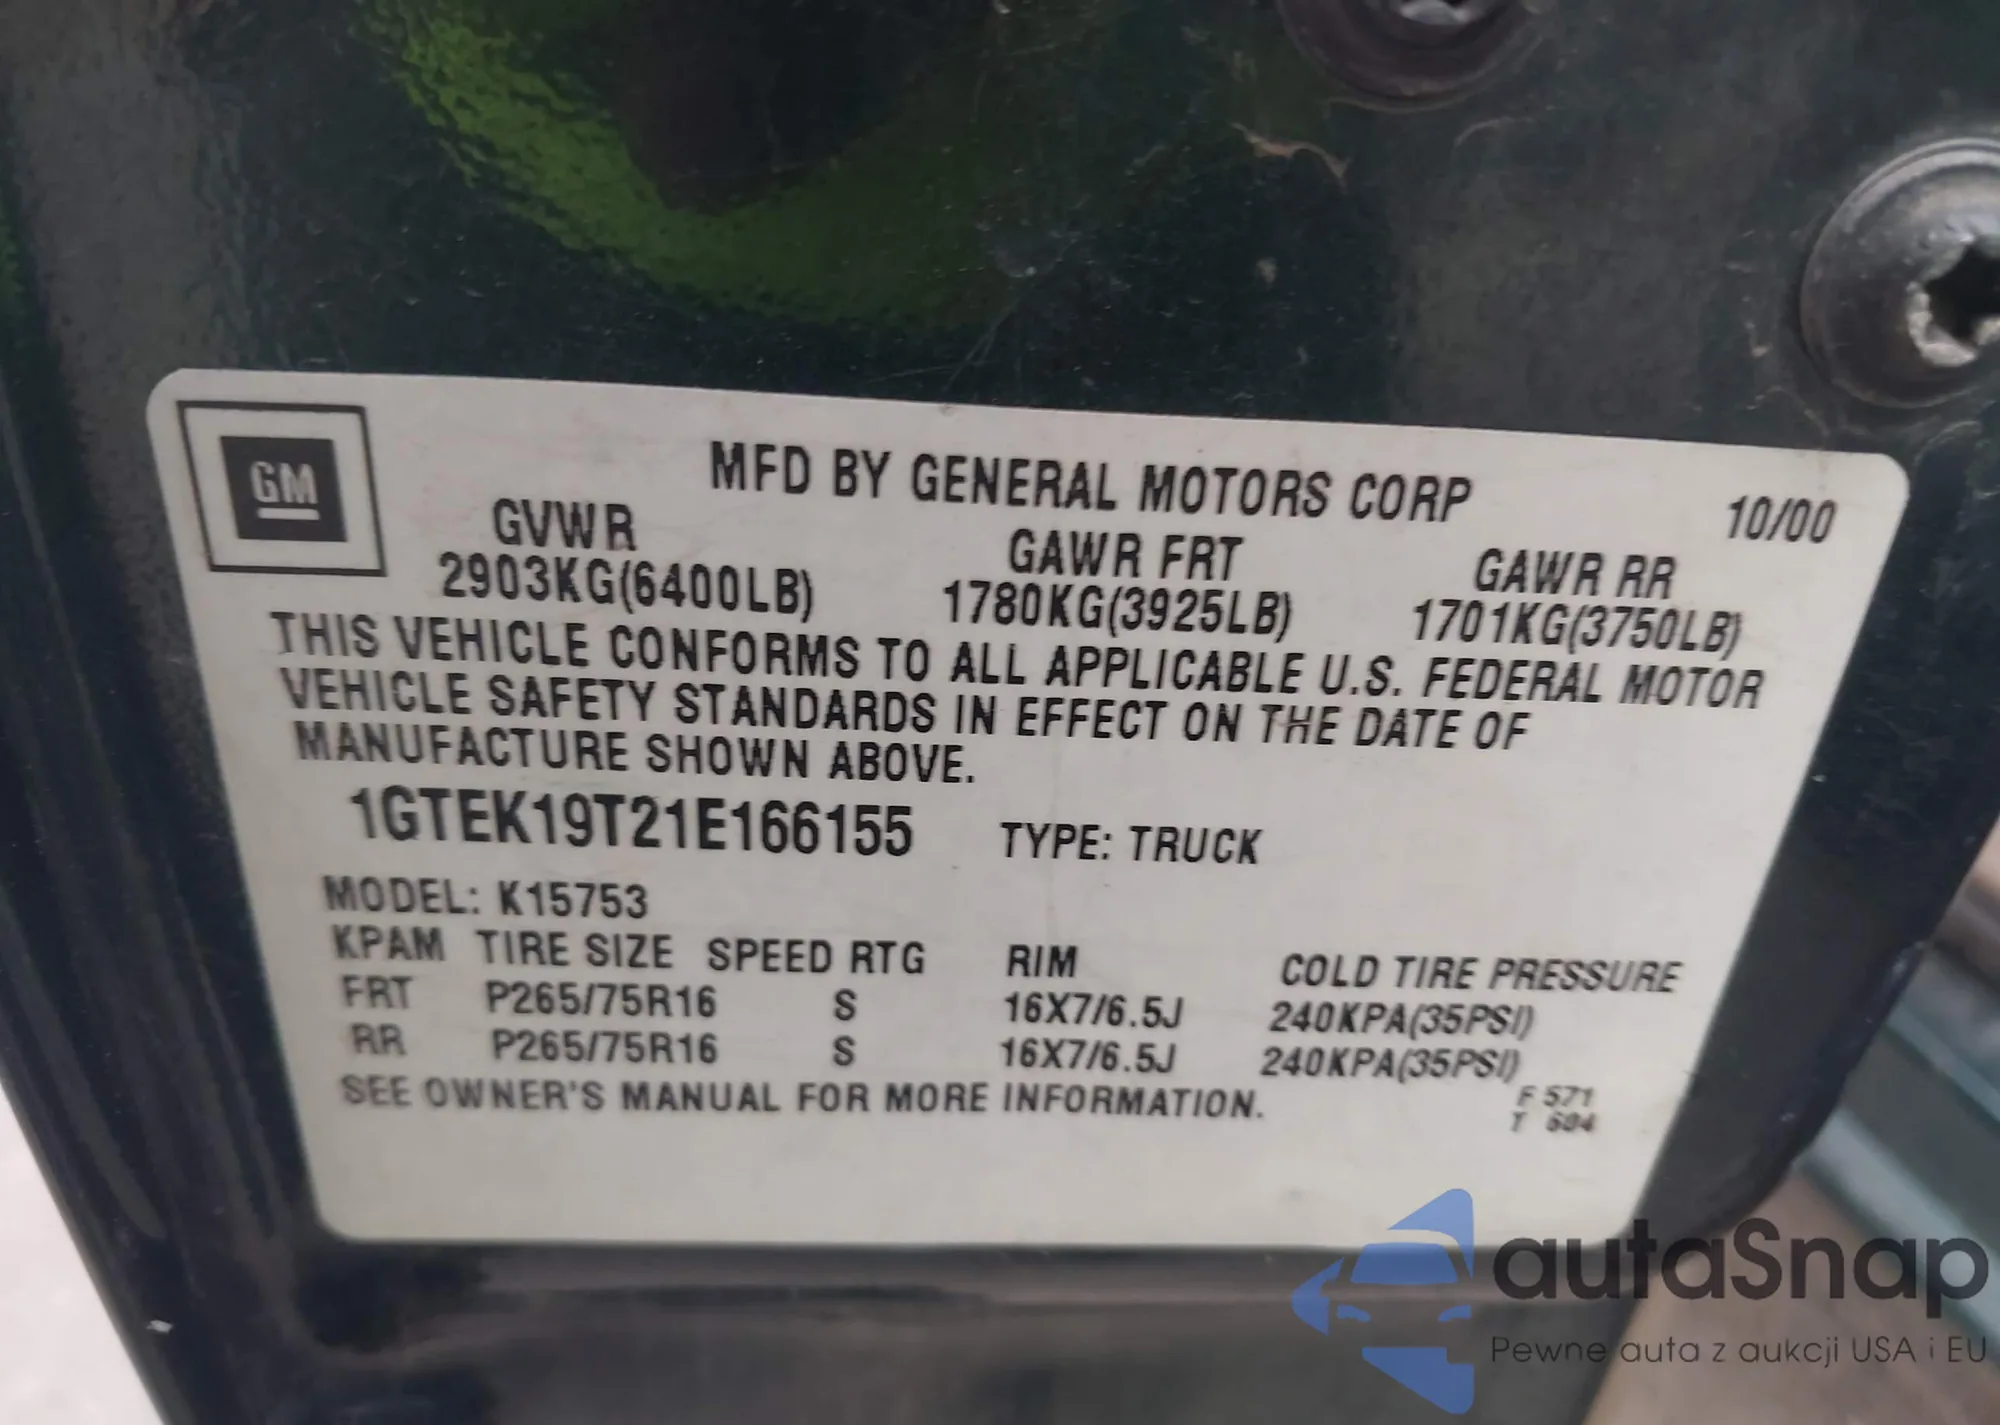 GM
MFD BY GENERAL MOTORS CORP
10/00
GVWR GAWR FRT GAWR RR
2903KG(6400LB) 1780KG(3925LB) 1701KG(3750LB)
THIS VEHICLE CONFORMS TO ALL APPLICABLE U.S. FEDERAL MOTOR
VEHICLE SAFETY STANDARDS IN EFFECT ON THE DATE OF
MANUFACTURE SHOWN ABOVE.
1GTEK19T21E166155 TYPE: TRUCK
MODEL: K15753
KPAM TIRE SIZE SPEED RTG RIM COLD TIRE PRESSURE
FRT P265/75R16 S 16X7/6.5J 240KPA(35PSI)
RR P265/75R16 S 16X7/6.5J 240KPA(35PSI)
SEE OWNER'S MANUAL FOR MORE INFORMATION.
F 571
T 604
autaSnap
Pewne auta z aukcji USA i EU